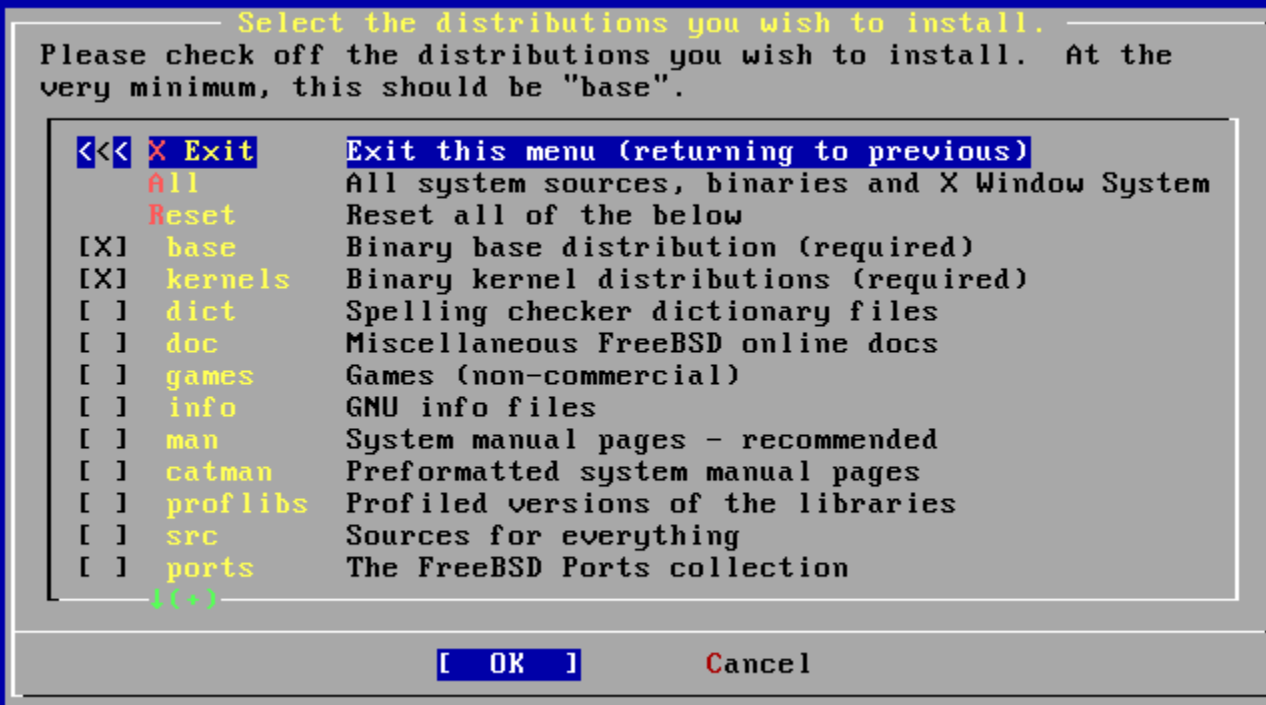 Select the distributions you wish to install.
Please check off the distributions you wish to install.  At the
very minimum, this should be "base".
<<< X Exit     Exit this menu (returning to previous)
All        All system sources, binaries and X Window System
Reset      Reset all of the below
[X]  base       Binary base distribution (required)
[X]  kernels    Binary kernel distributions (required)
[ ]  dict       Spelling checker dictionary files
[ ]  doc        Miscellaneous FreeBSD online docs
[ ]  games      Games (non-commercial)
[ ]  info       GNU info files
[ ]  man        System manual pages - recommended
[ ]  catman     Preformatted system manual pages
[ ]  proflibs   Profiled versions of the libraries
[ ]  src        Sources for everything
[ ]  ports      The FreeBSD Ports collection
↓(+)
[  OK  ]       Cancel